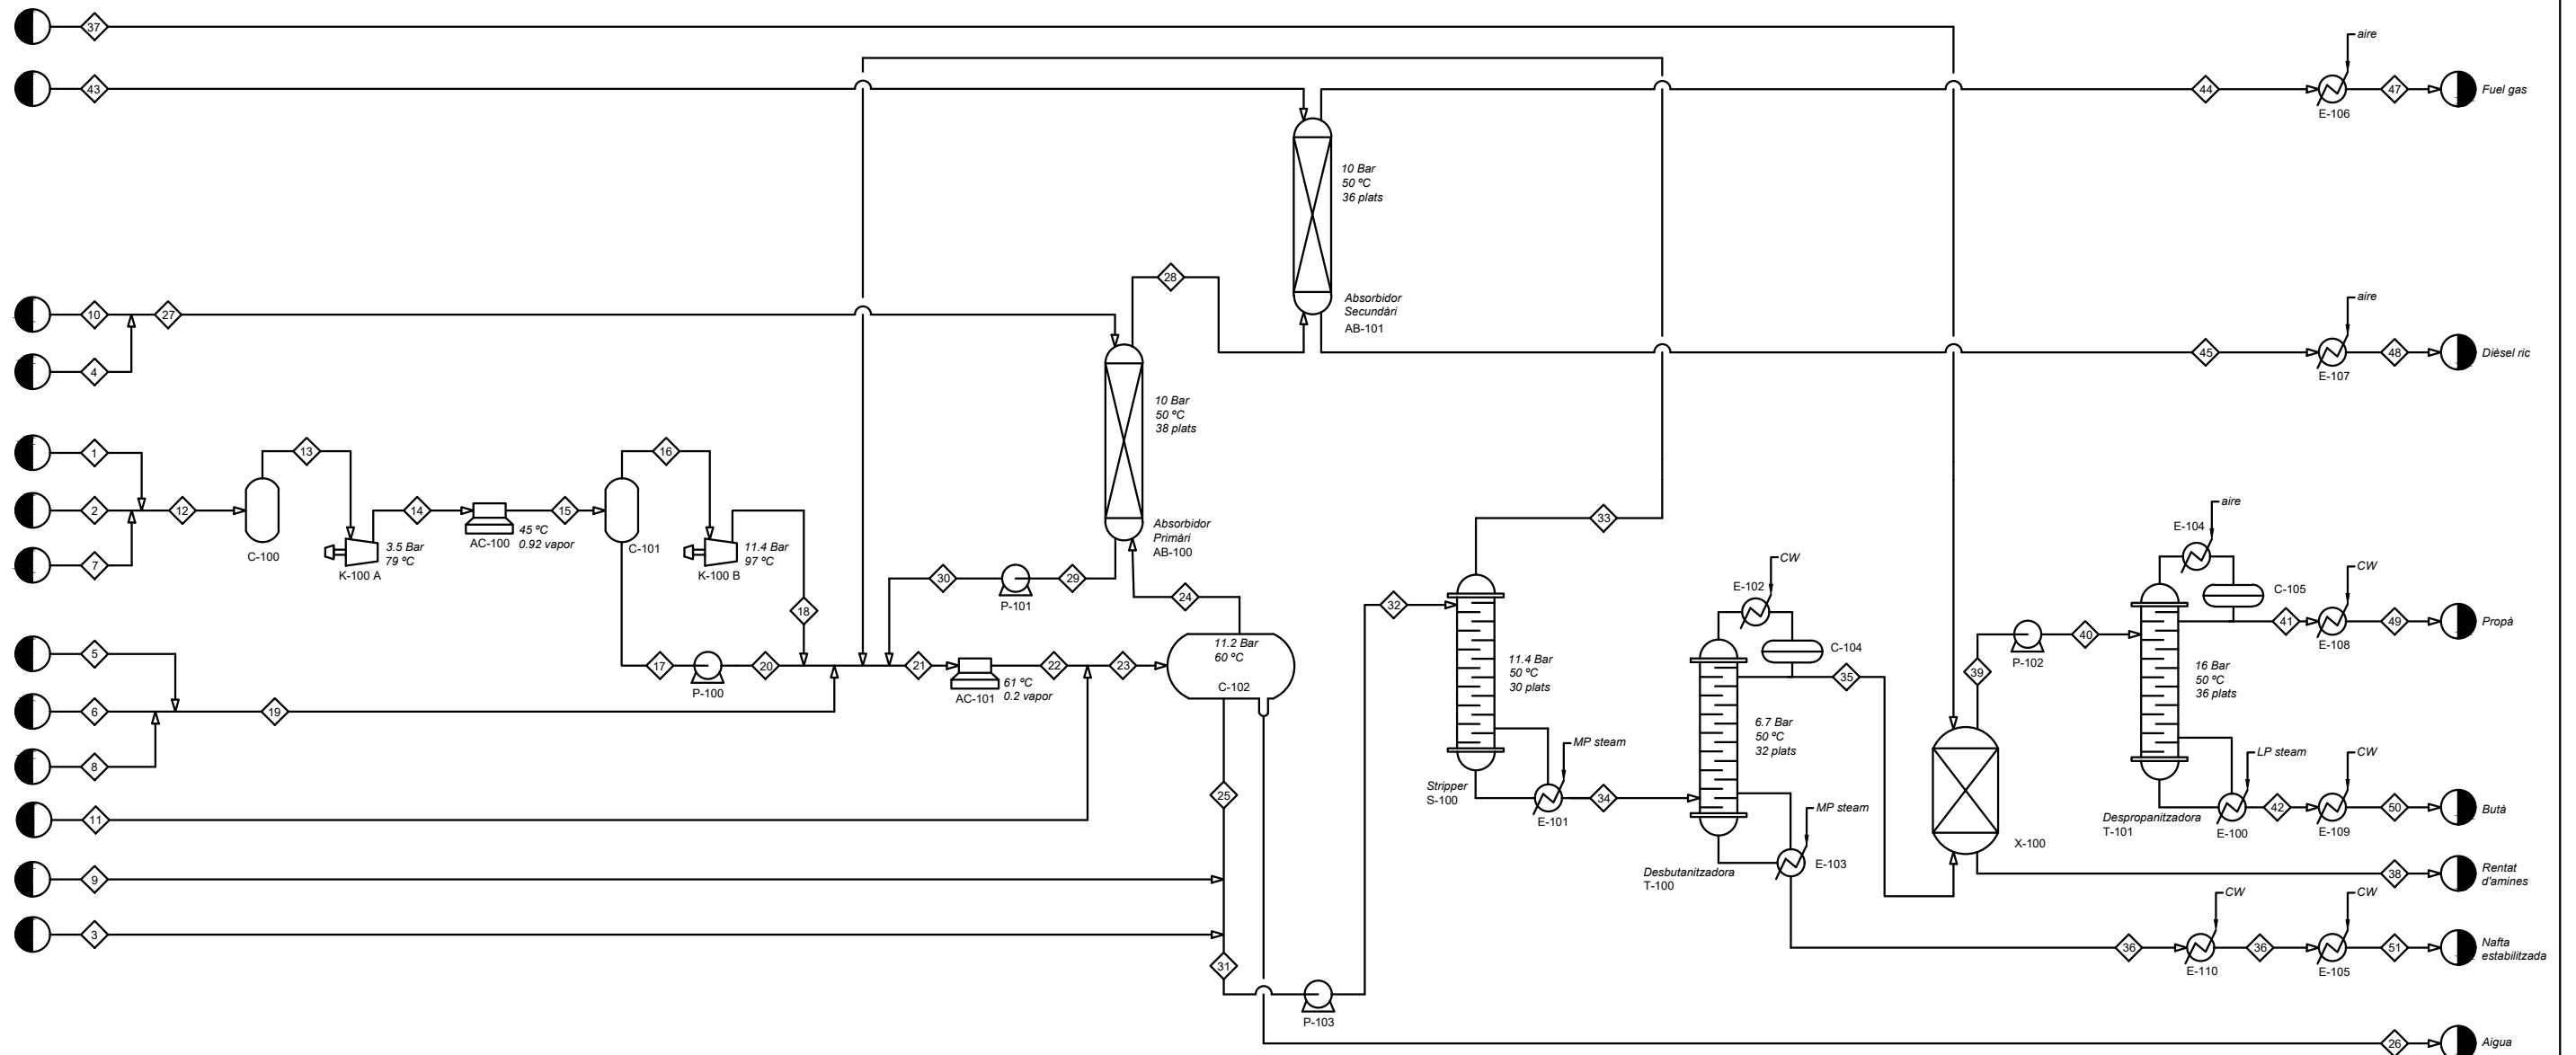 37
aire
43
44
47
Fuel gas
E-106
10 Bar
50 ºC
36 plats
28
Absorbidor
Secundàri
AB-101
aire
10
27
4
45
48
Dièsel ric
E-107
10 Bar
50 ºC
38 plats
1
13
16
2
12
14
15
7
C-100
K-100 A
3.5 Bar
79 ºC
AC-100
45 ºC
0.92 vapor
C-101
K-100 B
11.4 Bar
97 ºC
Absorbidor
Primàri
AB-100
33
aire
E-104
30
29
P-101
24
18
32
CW
E-102
C-105
CW
41
49
Propà
E-108
5
17
20
P-100
21
22
23
AC-101
61 ºC
0.2 vapor
11.2 Bar
60 ºC
C-102
11.4 Bar
50 ºC
30 plats
C-104
35
39
P-102
40
16 Bar
50 ºC
36 plats
6
19
8
6.7 Bar
50 ºC
32 plats
MP steam
LP steam
CW
Stripper
S-100
E-101
34
25
11
MP steam
Despropanitzadora
T-101
E-100
42
E-109
50
Butà
X-100
E-103
Desbutanitzadora
T-100
9
38
Rentat
d'amines
CW
CW
3
31
36
E-110
36
E-105
51
Nafta
estabilitzada
P-103
26
Aigua